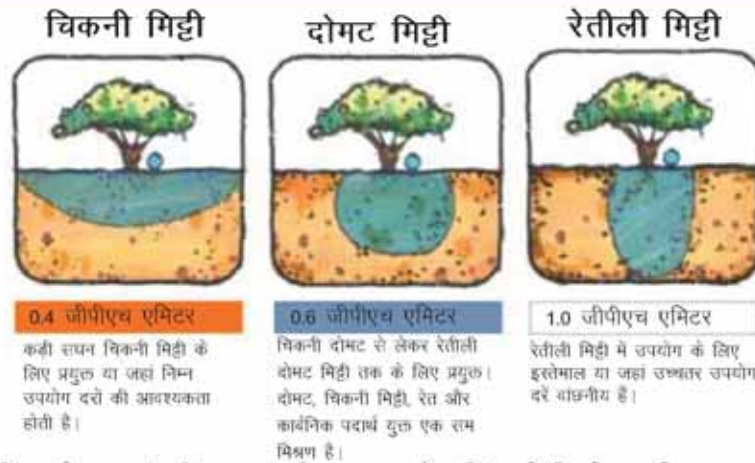 चिकनी मिट्टी
0.4 जीपीएच एमिटर
कड़ी सघन चिकनी मिट्टी के
लिए प्रयुक्त या जहां निम्न
उपयोग दरों की आवश्यकता
होती है।
दोमट मिट्टी
0.6 जीपीएच एमिटर
चिकनी दोमट से लेकर रेतीली
दोमट मिट्टी तक के लिए प्रयुक्त।
दोमट, चिकनी मिट्टी, रेत और
कार्बनिक पदार्थ युक्त एक सम
मिश्रण है।
रेतीली मिट्टी
1.0 जीपीएच एमिटर
रेतीली मिट्टी में उपयोग के लिए
इस्तेमाल या जहां उच्चतर उपयोग
दरें वांछनीय है।